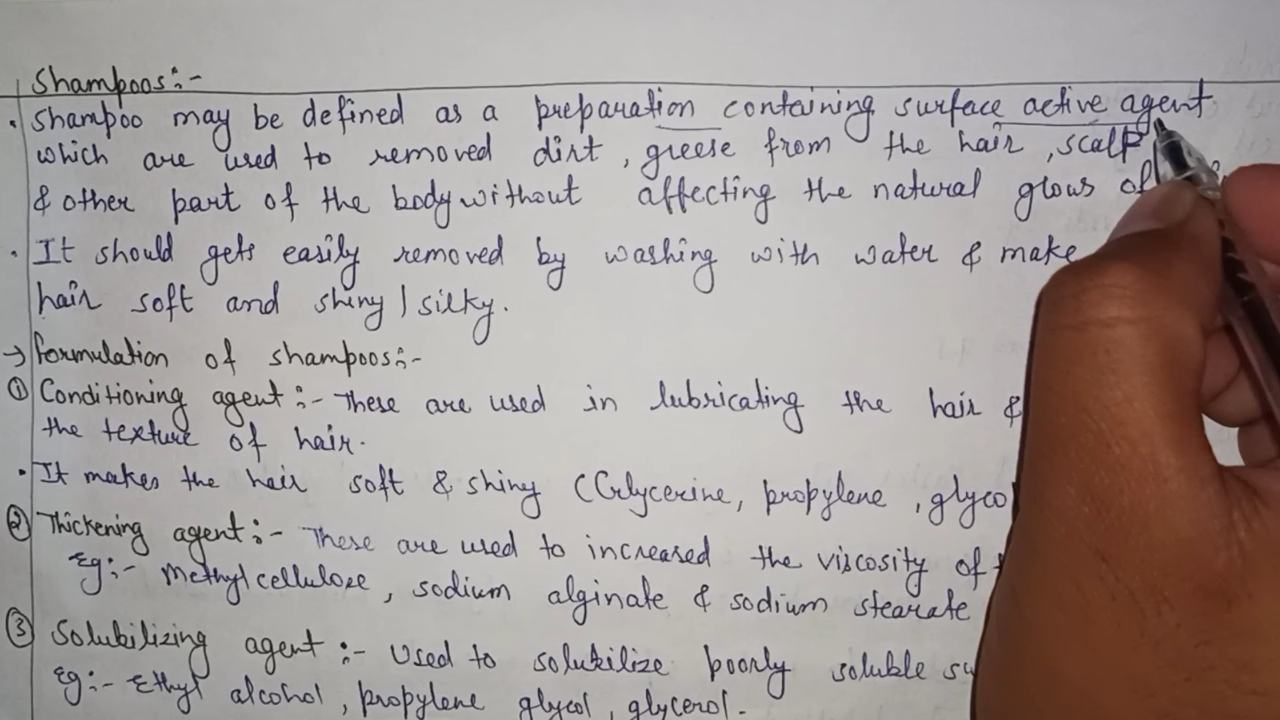 Shampoos:-
. Shampoo may be defined as a preparation containing surface active agent
which are used to removed dirt, greese from the hair, scalp
& other part of the body without affecting the natural glows of
. It should gets easily removed by washing with water & make
hair soft and shiny / silky.
→ formulation of shampoos:-
① Conditioning agent :- These are used in lubricating the hair &
the texture of hair.
. It makes the hair soft & shiny (Glycerine, propylene, glycol
② Thickening agent :- These are used to increased the viscosity of
Eg:- Methylcellulose, sodium alginate & sodium stearate
③ Solubilizing agent :- Used to solubilize poorly soluble
Eg:- Ethyl alcohol, propylene glycol, glycerol.